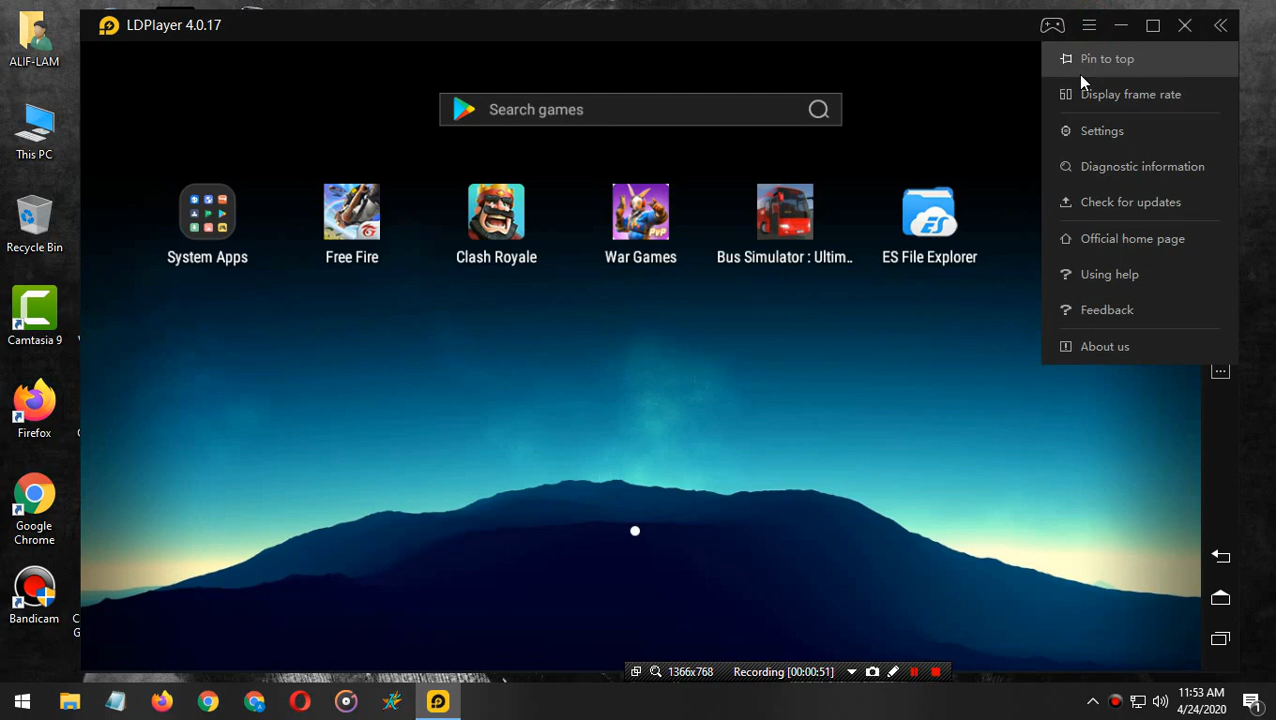 LDPlayer 4.0.17
ALIF-LAM
This PC
Recycle Bin
Camtasia 9
Firefox
Google
Chrome
Bandicam
Search games
System Apps
Free Fire
Clash Royale
War Games
PvP
Bus Simulator : Ultim..
ES File Explorer
Pin to top
Display frame rate
Settings
Diagnostic information
Check for updates
Official home page
Using help
Feedback
About us
1366x768
Recording [00:00:51]
11:53 AM
4/24/2020
1